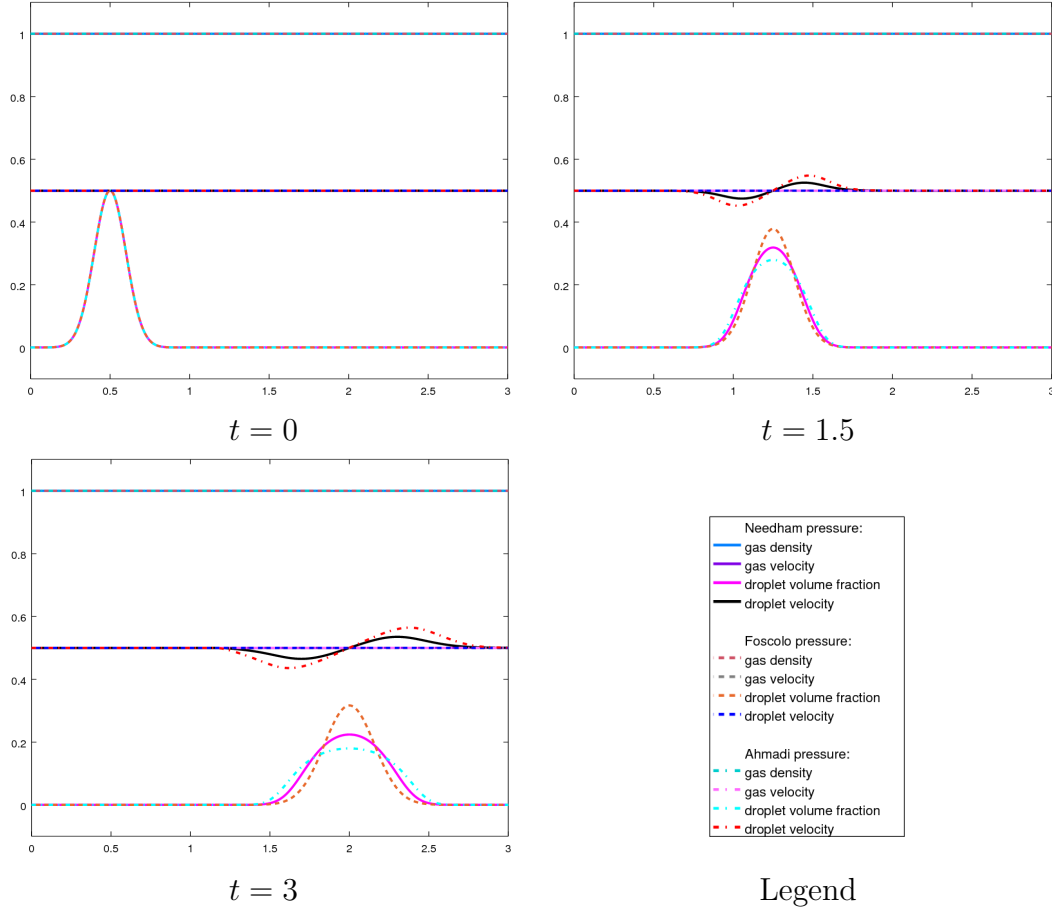 1
0.8
0.6
0.4
0.2
0
0 0.5 1 1.5 2 2.5 3
t = 0
1
0.8
0.6
0.4
0.2
0
0 0.5 1 1.5 2 2.5 3
t = 1.5
1
0.8
0.6
0.4
0.2
0
0 0.5 1 1.5 2 2.5 3
t = 3
Needham pressure:
gas density
gas velocity
droplet volume fraction
droplet velocity
Foscolo pressure:
gas density
gas velocity
droplet volume fraction
droplet velocity
Ahmadi pressure:
gas density
gas velocity
droplet volume fraction
droplet velocity
Legend